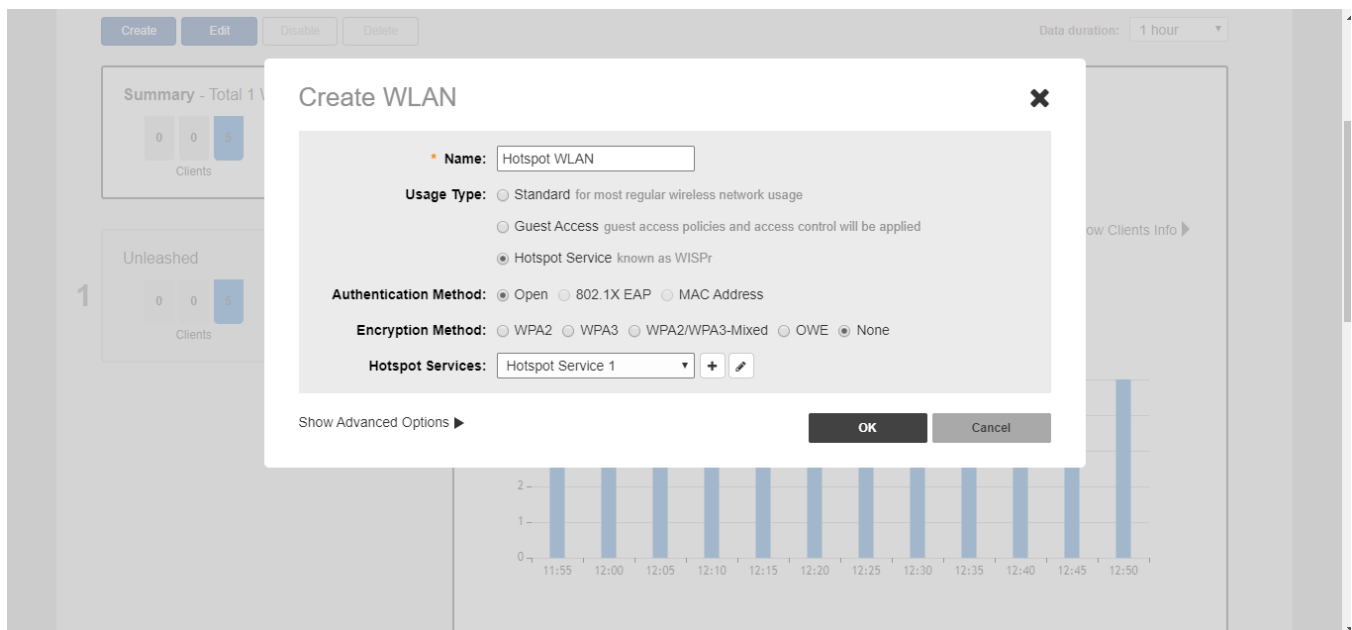 Create Edit Disable Delete Data duration: 1 hour
Summary - Total 1 W
0 0 5
Clients
Create WLAN
* Name: Hotspot WLAN
Usage Type: Standard for most regular wireless network usage
Guest Access guest access policies and access control will be applied
Hotspot Service known as WISPr
Authentication Method: Open 802.1X EAP MAC Address
Encryption Method: WPA2 WPA3 WPA2/WPA3-Mixed OWE None
Hotspot Services: Hotspot Service 1
Show Advanced Options
OK Cancel
ow Clients Info
1
Unleashed
0 0 5
Clients
2
1
0
11:55 12:00 12:05 12:10 12:15 12:20 12:25 12:30 12:35 12:40 12:45 12:50